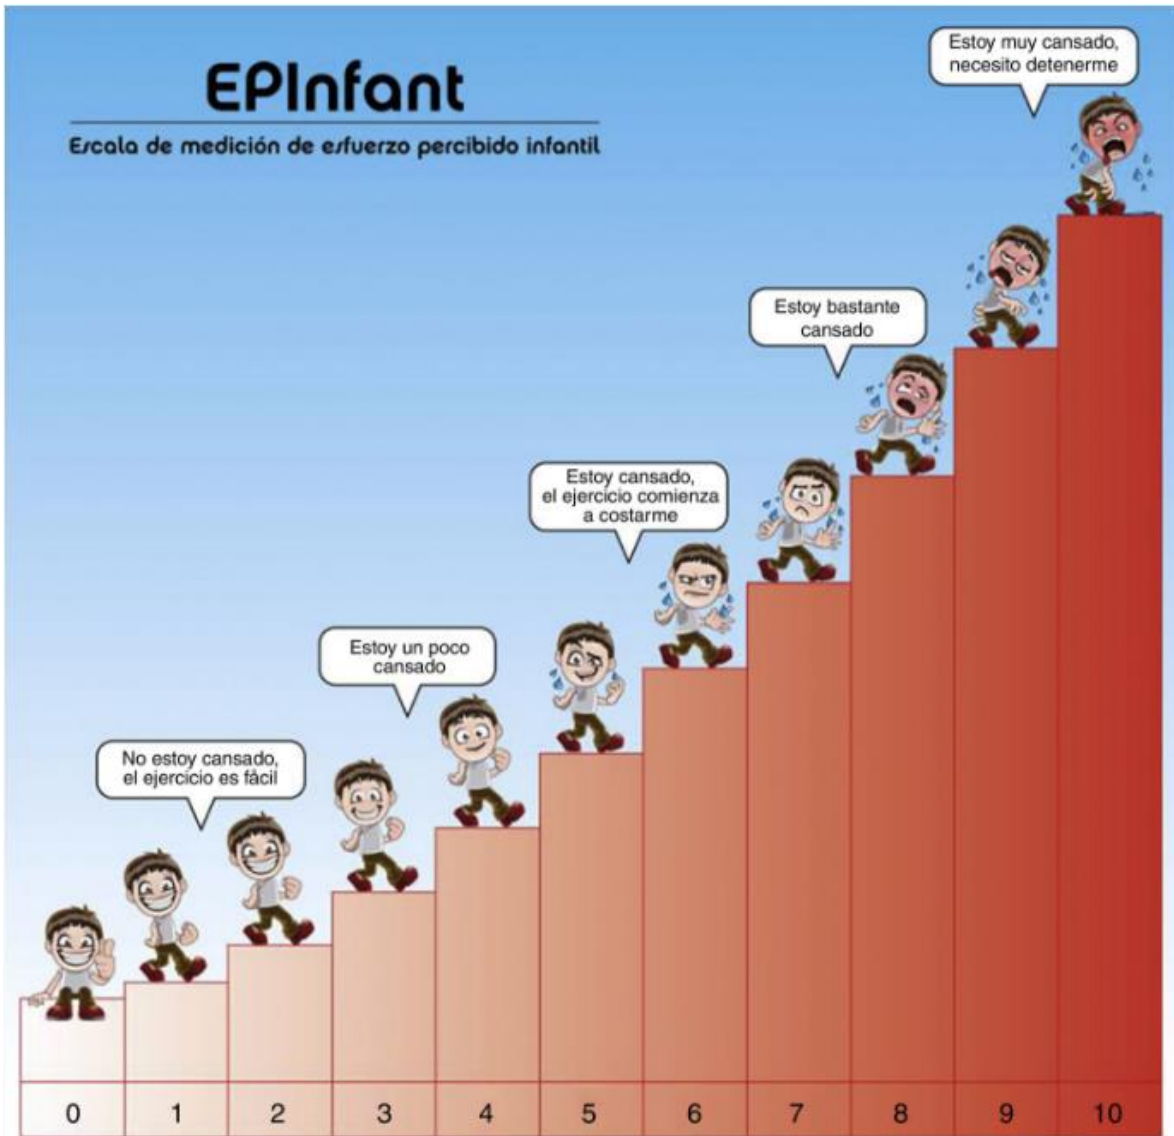 EPInfant
Escala de medición de esfuerzo percibido infantil
Estoy muy cansado,
necesito detenerme
Estoy bastante
cansado
Estoy cansado,
el ejercicio comienza
a costarme
Estoy un poco
cansado
No estoy cansado,
el ejercicio es fácil
0 1 2 3 4 5 6 7 8 9 10